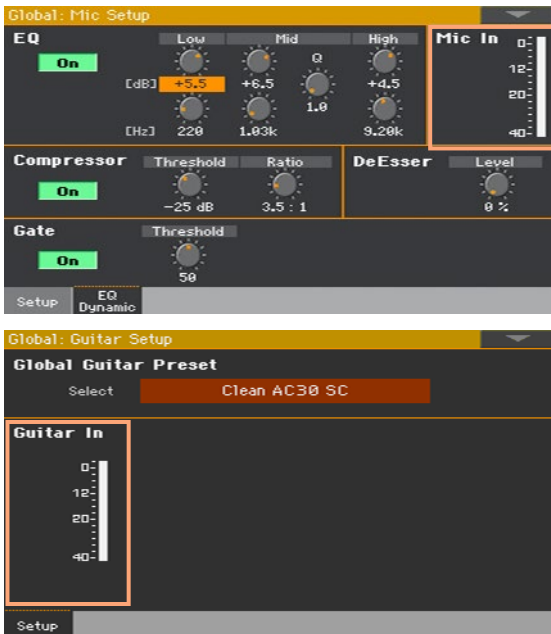 Global: Mic Setup
EQ Low Mid High Mic In
On
Q
[dB] +5.5 +6.5 +4.5
1.0
[Hz] 220 1.03k 9.20k
0
12
20
40
Compressor Threshold Ratio DeEsser Level
On
-25 dB 3.5 : 1 0 %
Gate Threshold
On
50
Setup EQ Dynamic
Global: Guitar Setup
Global Guitar Preset
Select Clean AC30 SC
Guitar In
0
12
20
40
Setup